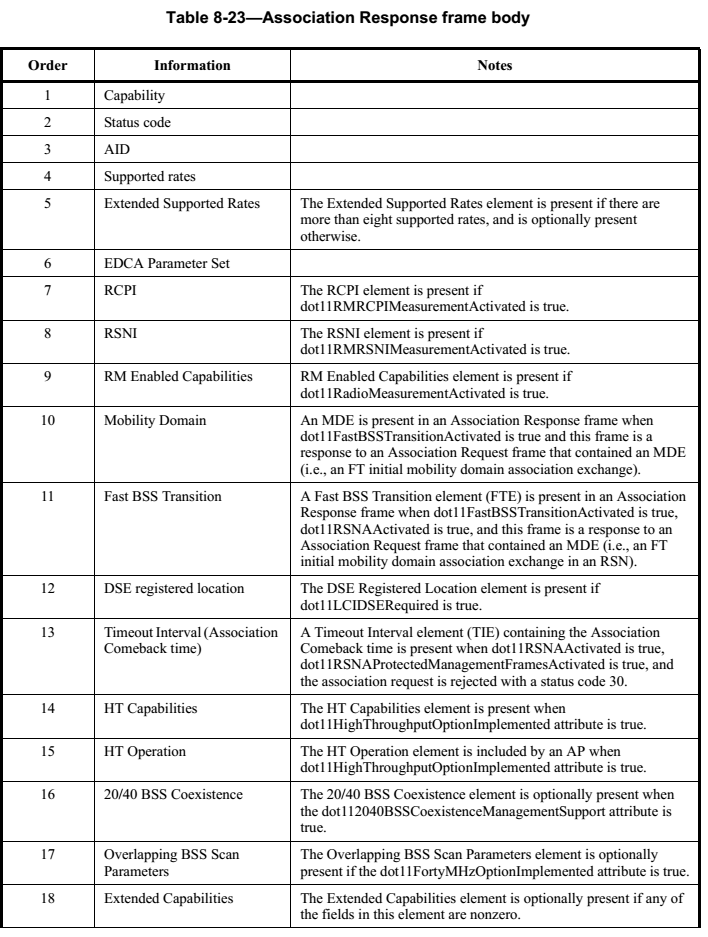 Table 8-23—Association Response frame body
Order Information Notes
1 Capability
2 Status code
3 AID
4 Supported rates
5 Extended Supported Rates The Extended Supported Rates element is present if there are
more than eight supported rates, and is optionally present
otherwise.
6 EDCA Parameter Set
7 RCPI The RCPI element is present if
dot11RMRCPIMeasurementActivated is true.
8 RSNI The RSNI element is present if
dot11RMRSNIMeasurementActivated is true.
9 RM Enabled Capabilities RM Enabled Capabilities element is present if
dot11RadioMeasurementActivated is true.
10 Mobility Domain An MDE is present in an Association Response frame when
dot11FastBSSTransitionActivated is true and this frame is a
response to an Association Request frame that contained an MDE
(i.e., an FT initial mobility domain association exchange).
11 Fast BSS Transition A Fast BSS Transition element (FTE) is present in an Association
Response frame when dot11FastBSSTransitionActivated is true,
dot11RSNAActivated is true, and this frame is a response to an
Association Request frame that contained an MDE (i.e., an FT
initial mobility domain association exchange in an RSN).
12 DSE registered location The DSE Registered Location element is present if
dot11LCIDSERequired is true.
13 Timeout Interval (Association A Timeout Interval element (TIE) containing the Association
Comeback time) Comeback time is present when dot11RSNAActivated is true,
dot11RSNAProtectedManagementFramesActivated is true, and
the association request is rejected with a status code 30.
14 HT Capabilities The HT Capabilities element is present when
dot11HighThroughputOptionImplemented attribute is true.
15 HT Operation The HT Operation element is included by an AP when
dot11HighThroughputOptionImplemented attribute is true.
16 20/40 BSS Coexistence The 20/40 BSS Coexistence element is optionally present when
the dot112040BSSCoexistenceManagementSupport attribute is
true.
17 Overlapping BSS Scan The Overlapping BSS Scan Parameters element is optionally
Parameters present if the dot11FortyMHzOptionImplemented attribute is true.
18 Extended Capabilities The Extended Capabilities element is optionally present if any of
the fields in this element are nonzero.